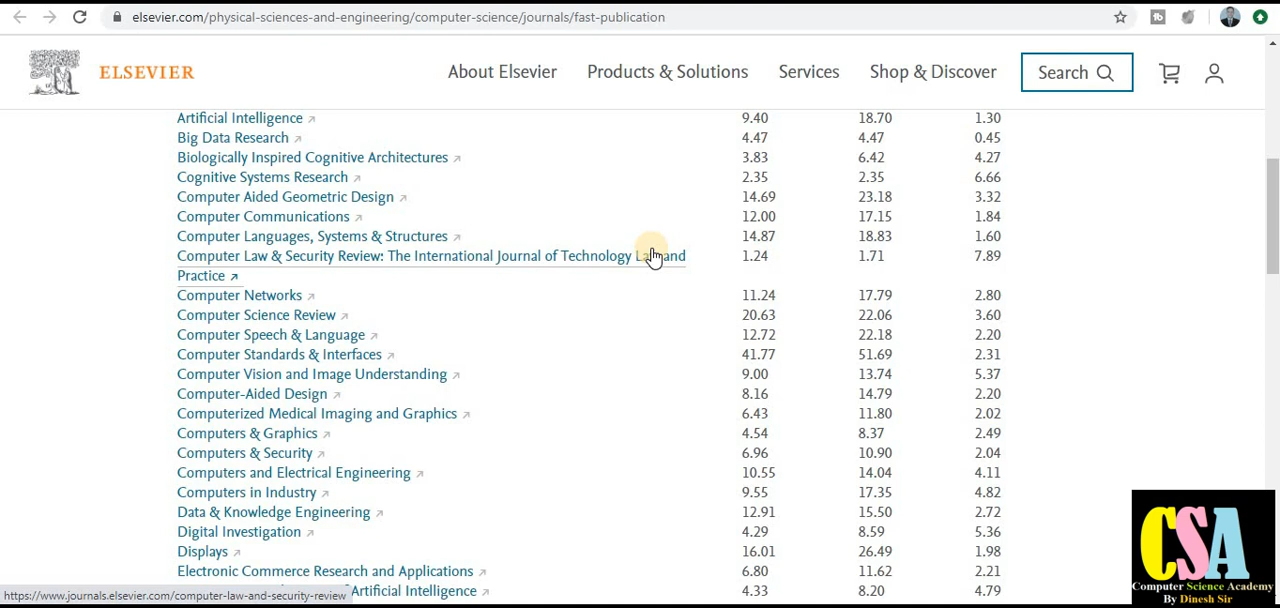 elsevier.com/physical-sciences-and-engineering/computer-science/journals/fast-publication
ELSEVIER
About Elsevier Products & Solutions Services Shop & Discover Search
Artificial Intelligence 9.40 18.70 1.30
Big Data Research 4.47 4.47 0.45
Biologically Inspired Cognitive Architectures 3.83 6.42 4.27
Cognitive Systems Research 2.35 2.35 6.66
Computer Aided Geometric Design 14.69 23.18 3.32
Computer Communications 12.00 17.15 1.84
Computer Languages, Systems & Structures 14.87 18.83 1.60
Computer Law & Security Review: The International Journal of Technology Law and 1.24 1.71 7.89
Practice
Computer Networks 11.24 17.79 2.80
Computer Science Review 20.63 22.06 3.60
Computer Speech & Language 12.72 22.18 2.20
Computer Standards & Interfaces 41.77 51.69 2.31
Computer Vision and Image Understanding 9.00 13.74 5.37
Computer-Aided Design 8.16 14.79 2.20
Computerized Medical Imaging and Graphics 6.43 11.80 2.02
Computers & Graphics 4.54 8.37 2.49
Computers & Security 6.96 10.90 2.04
Computers and Electrical Engineering 10.55 14.04 4.11
Computers in Industry 9.55 17.35 4.82
Data & Knowledge Engineering 12.91 15.50 2.72
Digital Investigation 4.29 8.59 5.36
Displays 16.01 26.49 1.98
Electronic Commerce Research and Applications 6.80 11.62 2.21
Artificial Intelligence 4.33 8.20 4.79
https://www.journals.elsevier.com/computer-law-and-security-review
CSA
Computer Science Academy
By Dinesh Sir